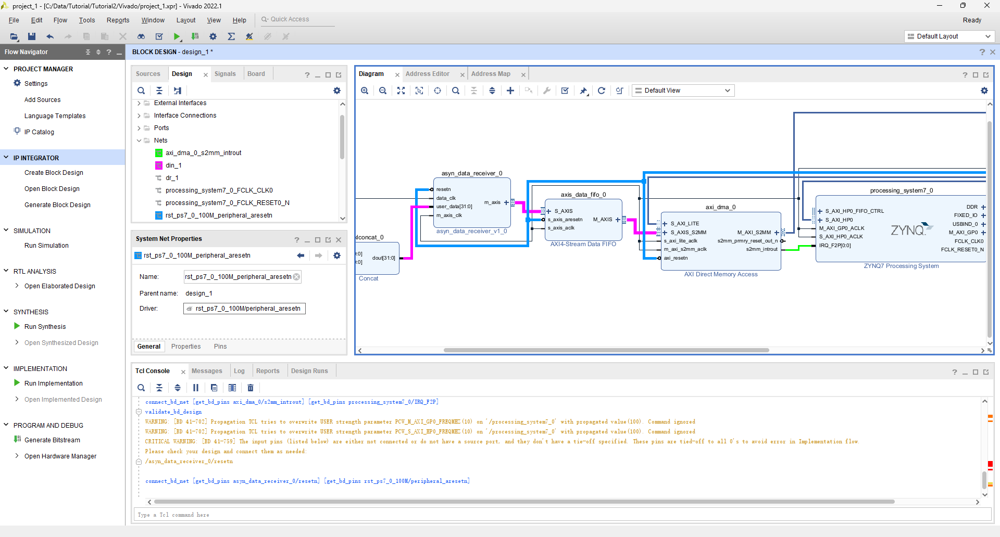 project_1 - [C:/Data/Tutorial/Tutorial2/Vivado/project_1.xpr] - Vivado 2022.1
File Edit Flow Tools Reports Window Layout View Help Quick Access
Ready
Default Layout
Flow Navigator
PROJECT MANAGER
Settings
Add Sources
Language Templates
IP Catalog
IP INTEGRATOR
Create Block Design
Open Block Design
Generate Block Design
SIMULATION
Run Simulation
RTL ANALYSIS
Open Elaborated Design
SYNTHESIS
Run Synthesis
Open Synthesized Design
IMPLEMENTATION
Run Implementation
Open Implemented Design
PROGRAM AND DEBUG
Generate Bitstream
Open Hardware Manager
BLOCK DESIGN - design_1 *
Sources Design Signals Board
External Interfaces
Interface Connections
Ports
Nets
axi_dma_0_s2mm_introut
din_1
dr_1
processing_system7_0_FCLK_CLK0
processing_system7_0_FCLK_RESET0_N
rst_ps7_0_100M_peripheral_aresetn
System Net Properties
rst_ps7_0_100M_peripheral_aresetn
Name: rst_ps7_0_100M_peripheral_aresetn
Parent name: design_1
Driver: rst_ps7_0_100M/peripheral_aresetn
General Properties Pins
Diagram Address Editor Address Map
Default View
lconcat_0
:0]
:0]
dout[31:0]
Concat
asyn_data_receiver_0
resetn
data_clk
user_data[31:0]
m_axis_clk
m_axis
asyn_data_receiver_v1_0
axis_data_fifo_0
S_AXIS
s_axis_aresetn
s_axis_aclk
M_AXIS
AXI4-Stream Data FIFO
axi_dma_0
S_AXI_LITE
S_AXIS_S2MM
s_axi_lite_aclk
m_axi_s2mm_aclk
axi_resetn
M_AXI_S2MM
s2mm_prmry_reset_out_n
s2mm_introut
AXI Direct Memory Access
processing_system7_0
S_AXI_HP0_FIFO_CTRL
S_AXI_HP0
M_AXI_GP0_ACLK
S_AXI_HP0_ACLK
IRQ_F2P[0:0]
ZYNQ
DDR
FIXED_IO
USBIND_0
M_AXI_GP0
FCLK_CLK0
FCLK_RESET0_N
ZYNQ7 Processing System
Tcl Console Messages Log Reports Design Runs
connect_bd_net [get_bd_pins axi_dma_0/s2mm_introut] [get_bd_pins processing_system7_0/IRQ_F2P]
validate_bd_design
WARNING: [BD 41-702] Propagation TCL tries to overwrite USER strength parameter PCW_M_AXI_GP0_FREQMHZ(10) on '/processing_system7_0' with propagated value(100). Command ignored
WARNING: [BD 41-702] Propagation TCL tries to overwrite USER strength parameter PCW_S_AXI_HP0_FREQMHZ(10) on '/processing_system7_0' with propagated value(100). Command ignored
CRITICAL WARNING: [BD 41-759] The input pins (listed below) are either not connected or do not have a source port, and they don't have a tie-off specified. These pins are tied-off to all 0's to avoid error in Implementation flow.
Please check your design and connect them as needed:
/asyn_data_receiver_0/resetn
connect_bd_net [get_bd_pins asyn_data_receiver_0/resetn] [get_bd_pins rst_ps7_0_100M/peripheral_aresetn]
Type a Tcl command here